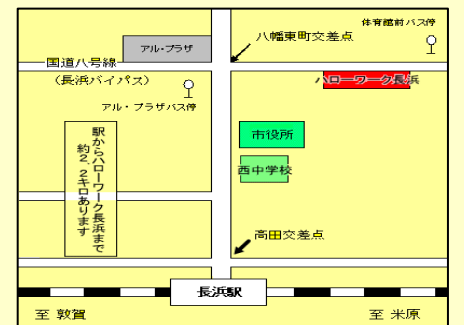 体育館前バス停
八幡東町交差点
アル・プラザ
国道八号線
(長浜バイパス)
ハローワーク長浜
アル・プラザバス停
市役所
西中学校
駅からハローワーク長浜まで
約2.2キロあります
高田交差点
長浜駅
至 敦賀
至 米原